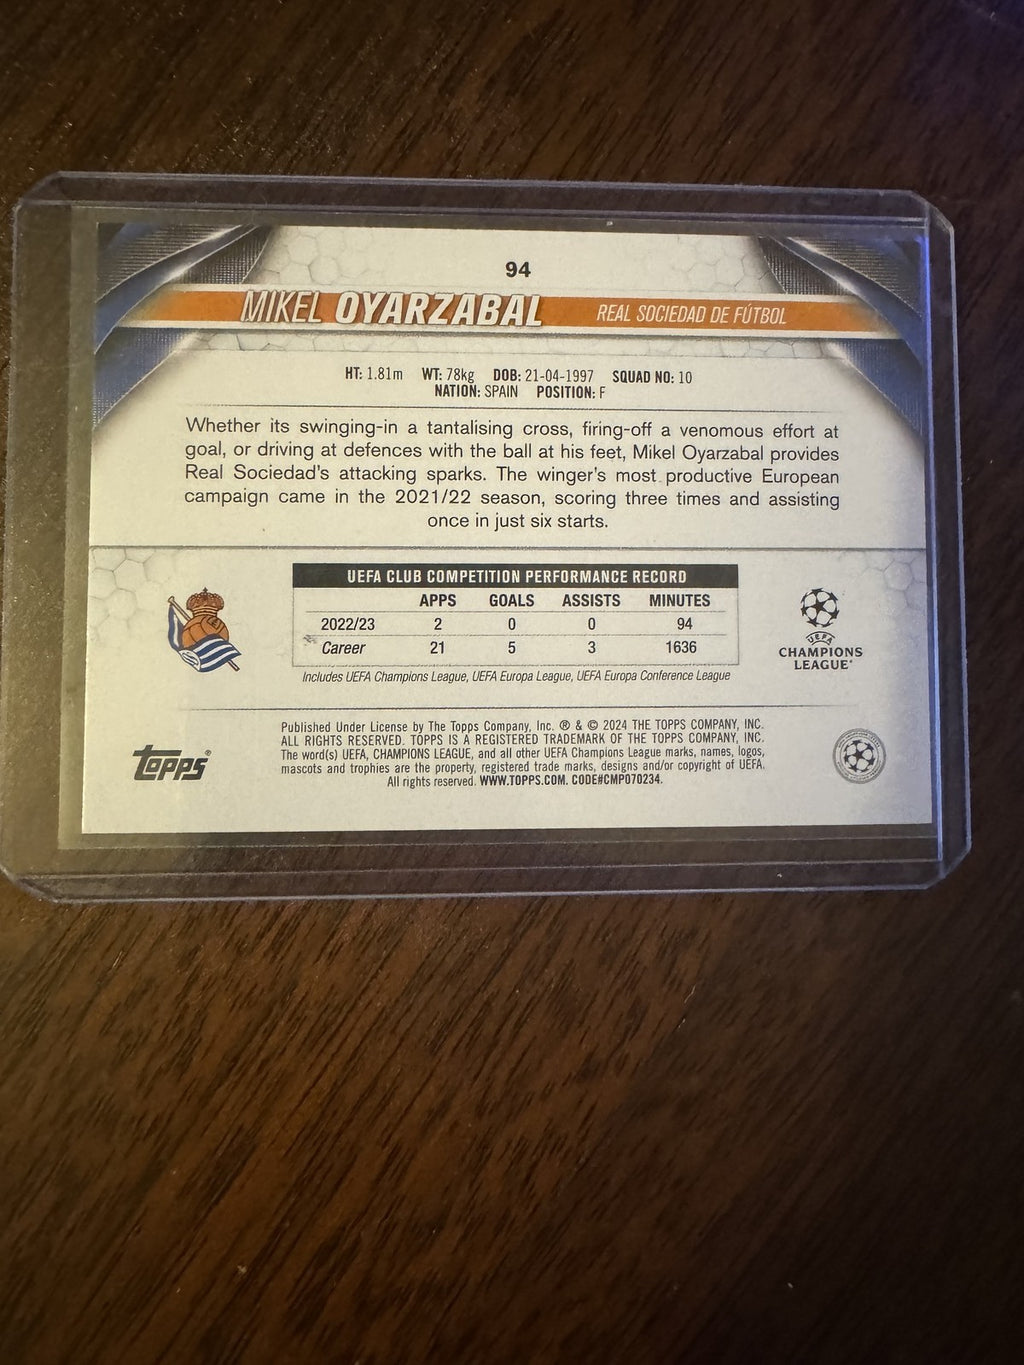 94
MIKEL OYARZABAL REAL SOCIEDAD DE FÚTBOL
HT: 1.81m WT: 78kg DOB: 21-04-1997 SQUAD NO: 10
NATION: SPAIN POSITION: F
Whether its swinging-in a tantalising cross, firing-off a venomous effort at
goal, or driving at defences with the ball at his feet, Mikel Oyarzabal provides
Real Sociedad's attacking sparks. The winger's most productive European
campaign came in the 2021/22 season, scoring three times and assisting
once in just six starts.
UEFA CLUB COMPETITION PERFORMANCE RECORD
APPS GOALS ASSISTS MINUTES
2022/23 2 0 0 94
Career 21 5 3 1636
Includes UEFA Champions League, UEFA Europa League, UEFA Europa Conference League
UEFA
CHAMPIONS
LEAGUE
Topps®
Published Under License by The Topps Company, Inc. ® & © 2024 THE TOPPS COMPANY, INC.
ALL RIGHTS RESERVED. TOPPS IS A REGISTERED TRADEMARK OF THE TOPPS COMPANY, INC.
The word(s) UEFA, CHAMPIONS LEAGUE, and all other UEFA Champions League marks, names, logos,
mascots and trophies are the property, registered trade marks, designs and/or copyright of UEFA.
All rights reserved. WWW.TOPPS.COM. CODE#CMP070234.